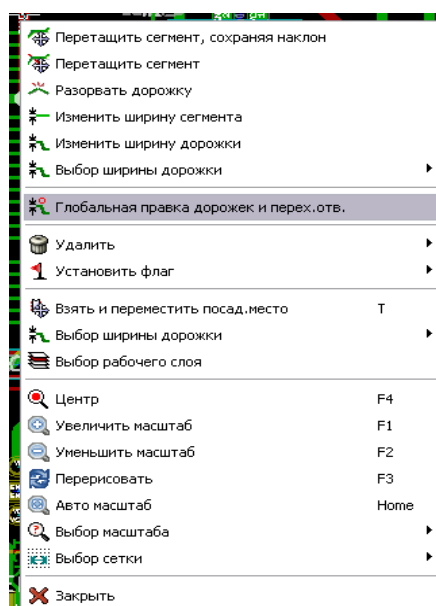 Перетащить сегмент, сохраняя наклон
Перетащить сегмент
Разорвать дорожку
Изменить ширину сегмента
Изменить ширину дорожки
Выбор ширины дорожки
Глобальная правка дорожек и перех.отв.
Удалить
Установить флаг
Взять и переместить посад.место T
Выбор ширины дорожки
Выбор рабочего слоя
Центр F4
Увеличить масштаб F1
Уменьшить масштаб F2
Перерисовать F3
Авто масштаб Home
Выбор масштаба
Выбор сетки
Закрыть